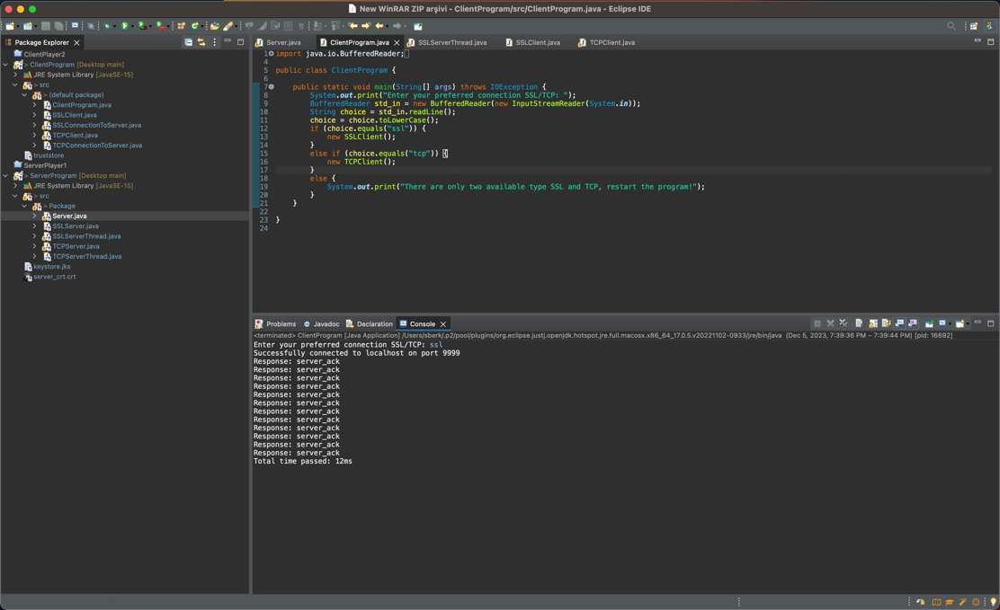 New WinRAR ZIP arşivi - ClientProgram/src/ClientProgram.java - Eclipse IDE
Package Explorer
ClientPlayer2
> ClientProgram [Desktop main]
JRE System Library [JavaSE-15]
> src
> (default package)
ClientProgram.java
SSLClient.java
SSLConnectionToServer.java
TCPClient.java
TCPConnectionToServer.java
truststore
ServerPlayer1
> ServerProgram [Desktop main]
JRE System Library [JavaSE-15]
> src
> Package
Server.java
SSLServer.java
SSLServerThread.java
TCPServer.java
TCPServerThread.java
keystore.jks
server_crt.crt
Server.java ClientProgram.java SSLServerThread.java SSLClient.java TCPClient.java
1 import java.io.BufferedReader;
5 public class ClientProgram {
6
7 public static void main(String[] args) throws IOException {
8 System.out.print("Enter your preferred connection SSL/TCP: ");
9 BufferedReader std_in = new BufferedReader(new InputStreamReader(System.in));
10 String choice = std_in.readLine();
11 choice = choice.toLowerCase();
12 if (choice.equals("ssl")) {
13 new SSLClient();
14 }
15 else if (choice.equals("tcp")) {
16 new TCPClient();
17 }
18 else {
19 System.out.print("There are only two available type SSL and TCP, restart the program!");
20 }
21 }
22
23 }
24
Problems Javadoc Declaration Console
<terminated> ClientProgram [Java Application] /Users/sberk/.p2/pool/plugins/org.eclipse.justj.openjdk.hotspot.jre.full.macosx.x86_64_17.0.5.v20221102-0933/jre/bin/java (Dec 5, 2023, 7:39:36 PM – 7:39:44 PM) [pid: 16692]
Enter your preferred connection SSL/TCP: ssl
Successfully connected to localhost on port 9999
Response: server_ack
Response: server_ack
Response: server_ack
Response: server_ack
Response: server_ack
Response: server_ack
Response: server_ack
Response: server_ack
Response: server_ack
Response: server_ack
Response: server_ack
Response: server_ack
Total time passed: 12ms